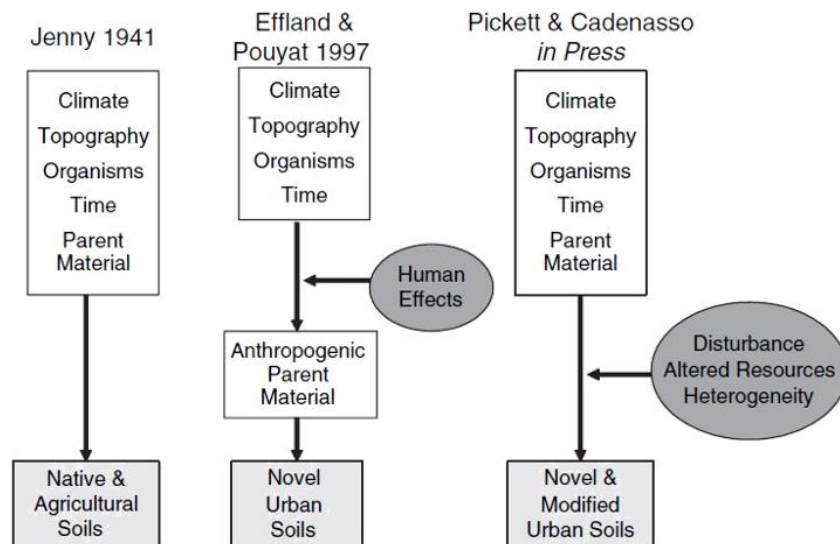 Jenny 1941
Climate
Topography
Organisms
Time
Parent
Material
Native &
Agricultural
Soils
Effland &
Pouyat 1997
Climate
Topography
Organisms
Time
Human
Effects
Anthropogenic
Parent
Material
Novel
Urban
Soils
Pickett & Cadenasso
in Press
Climate
Topography
Organisms
Time
Parent
Material
Disturbance
Altered Resources
Heterogeneity
Novel &
Modified
Urban Soils